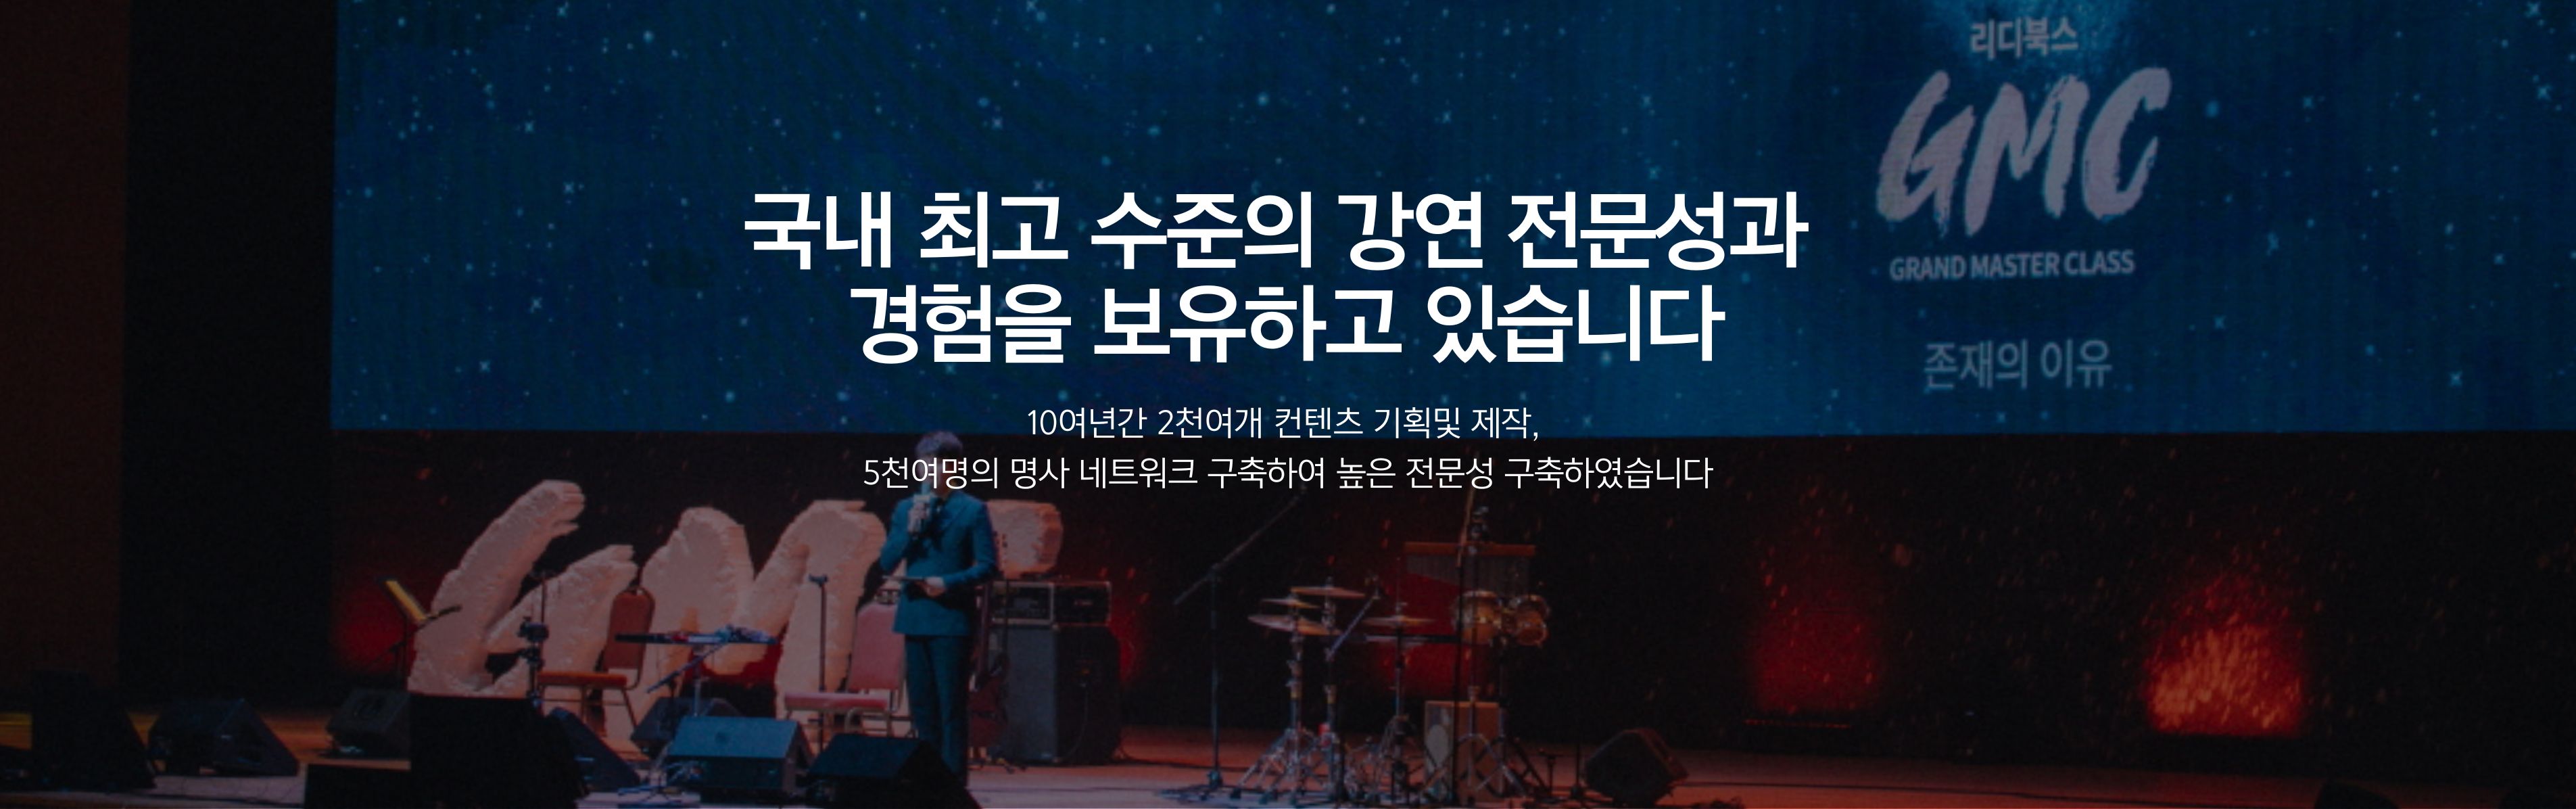 리디북스
GMC
GRAND MASTER CLASS
존재의 이유
국내 최고 수준의 강연 전문성과
경험을 보유하고 있습니다
10여년간 2천여개 컨텐츠 기획및 제작,
5천여명의 명사 네트워크 구축하여 높은 전문성 구축하였습니다
GMC